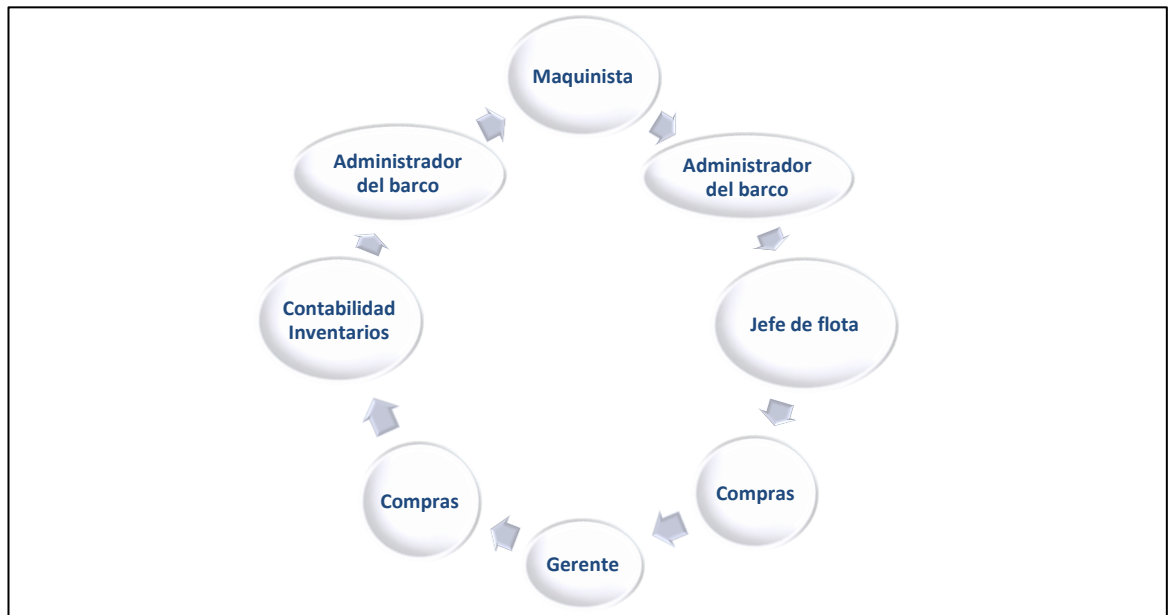 Maquinista
Administrador
del barco
Jefe de flota
Compras
Gerente
Compras
Contabilidad
Inventarios
Administrador
del barco